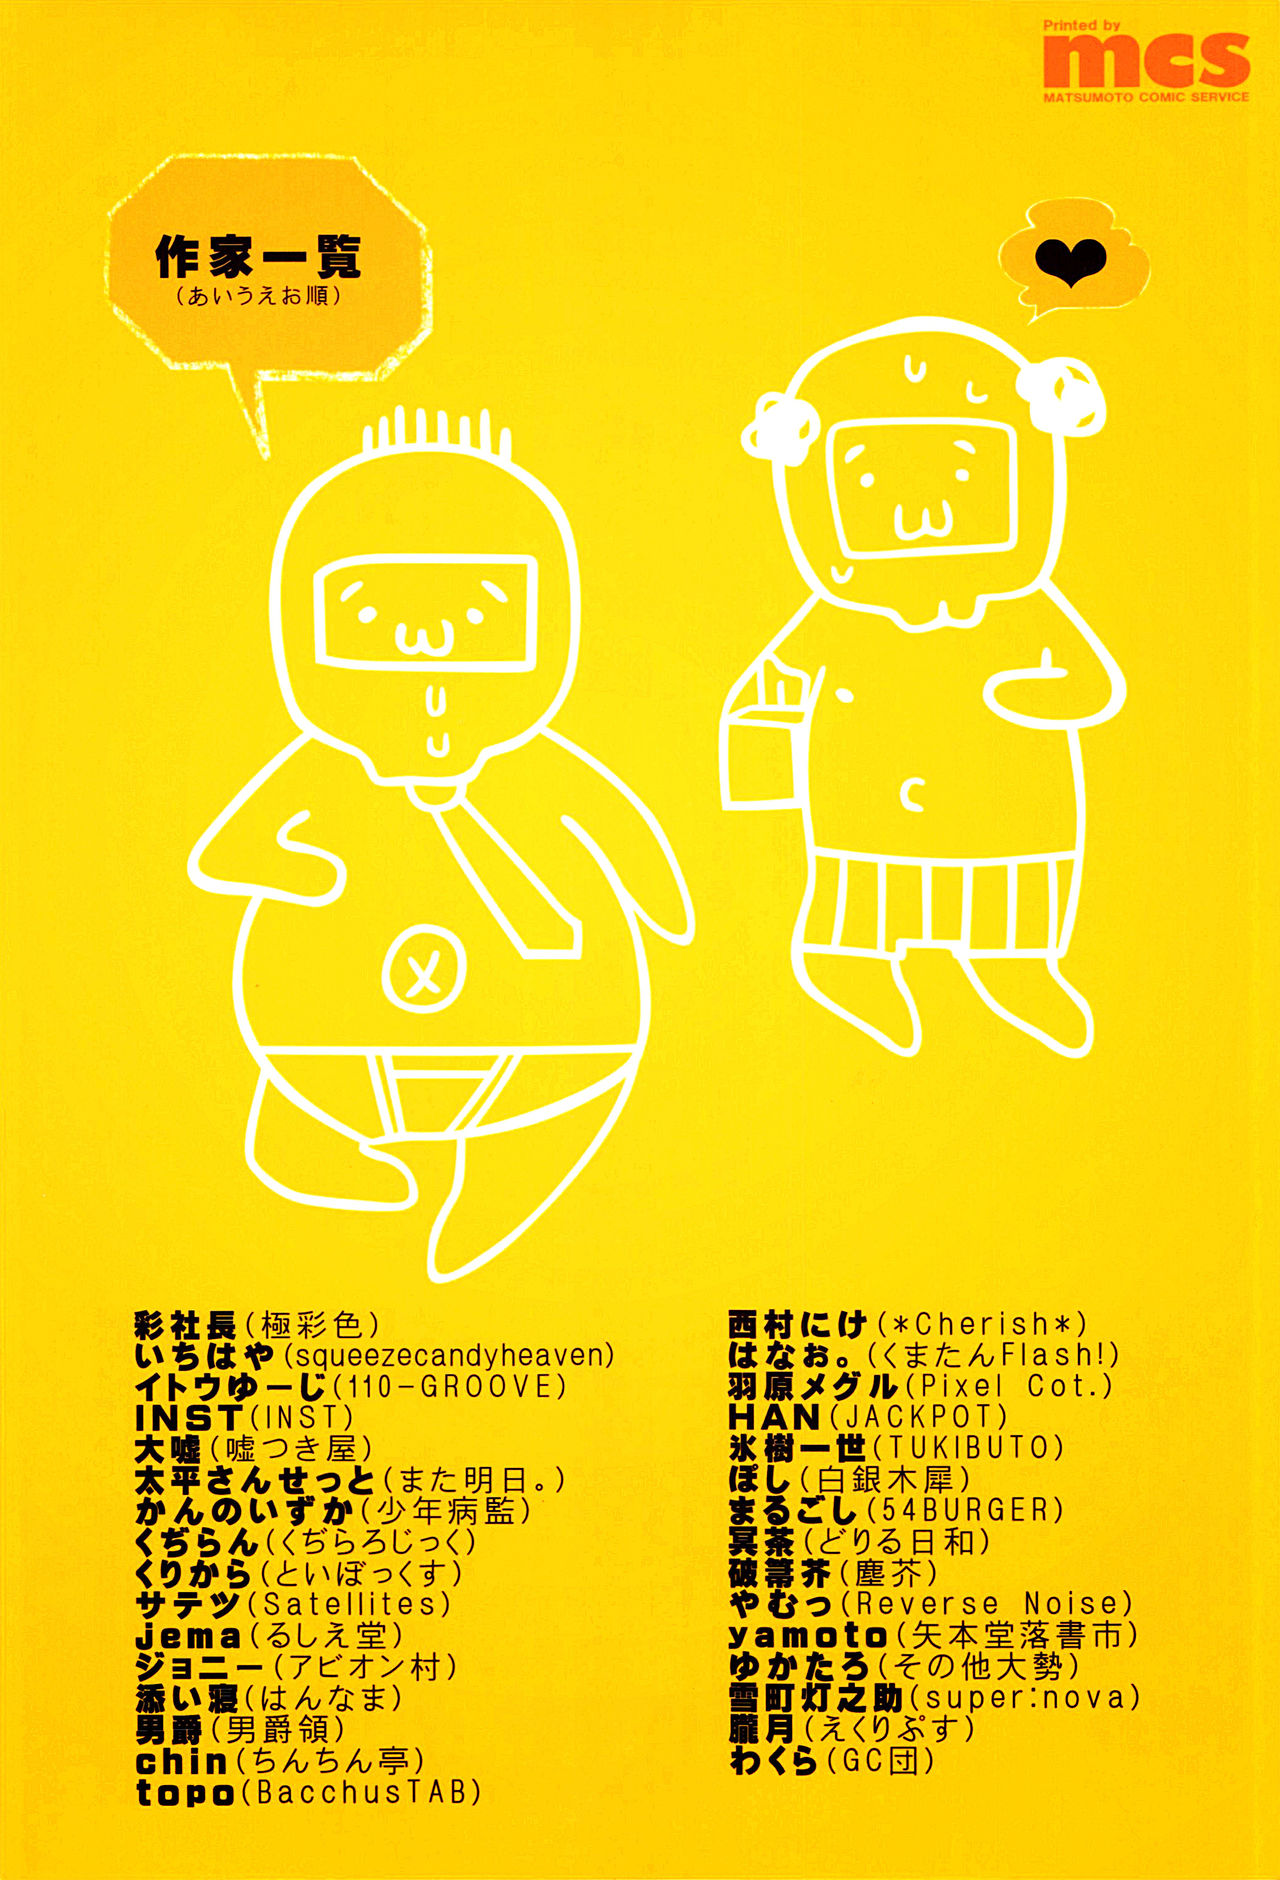 Printed by
mcs
MATSUMOTO COMIC SERVICE
作家一覧
(あいうえお順)
彩社長(極彩色)
いちはや(squeezecandyheaven)
イトウゆーじ(110-GROOVE)
INST(INST)
大嘘(嘘つき屋)
太平さんせっと(また明日。)
かんのいずか(少年病監)
くぢらん(くぢらろじっく)
くりから(といぼっくす)
サテツ(Satellites)
jema(るしえ堂)
ジョニー(アビオン村)
添い寝(はんなま)
男爵(男爵領)
chin(ちんちん亭)
topo(BacchusTAB)
西村にけ(*Cherish*)
はなぉ。(くまたんFlash!)
羽原メグル(Pixel Cot.)
HAN(JACKPOT)
氷樹一世(TUKIBUTO)
ぽし(白銀木犀)
まるごし(54BURGER)
冥茶(どりる日和)
破箒芥(塵芥)
やむっ(Reverse Noise)
yamoto(矢本堂落書市)
ゆかたろ(その他大勢)
雪町灯之助(super:nova)
朧月(えくりぷす)
わくら(GC団)